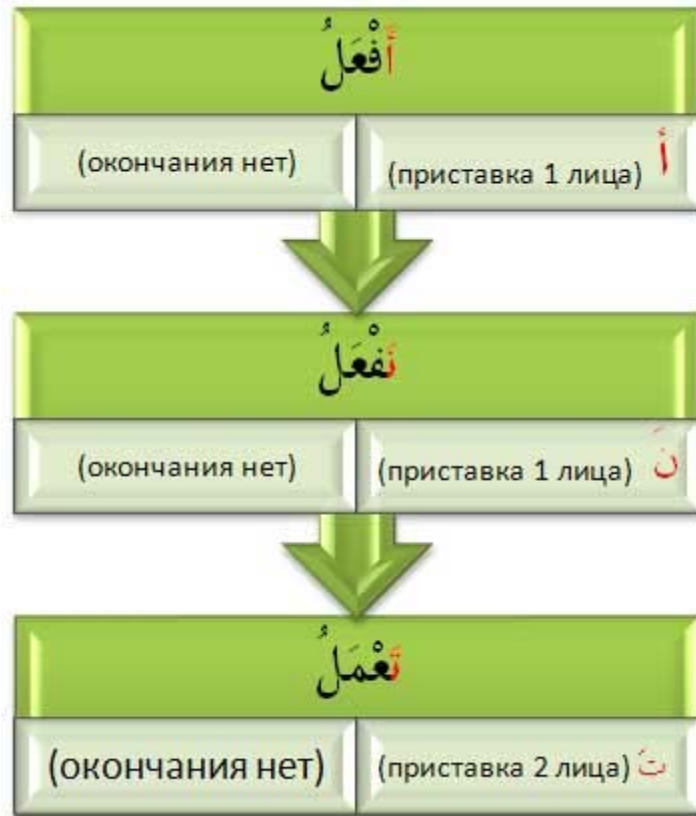 أَفْعَلُ
(окончания нет)
(приставка 1 лица) أَ
نَفْعَلُ
(окончания нет)
(приставка 1 лица) نَ
تَعْمَلُ
(окончания нет)
(приставка 2 лица) تَ